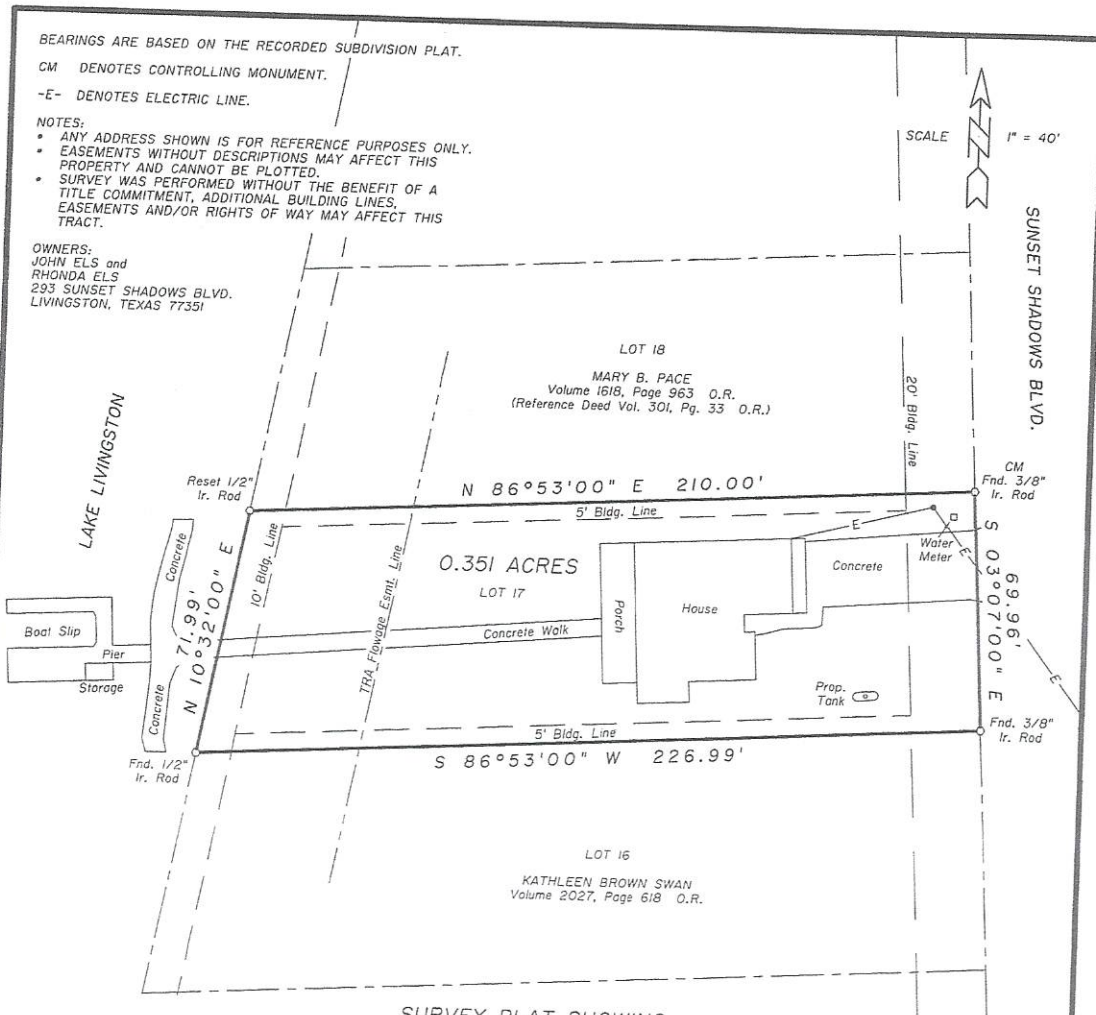 BEARINGS ARE BASED ON THE RECORDED SUBDIVISION PLAT.
CM DENOTES CONTROLLING MONUMENT.
-E- DENOTES ELECTRIC LINE.
NOTES:
• ANY ADDRESS SHOWN IS FOR REFERENCE PURPOSES ONLY.
• EASEMENTS WITHOUT DESCRIPTIONS MAY AFFECT THIS
PROPERTY AND CANNOT BE PLOTTED.
• SURVEY WAS PERFORMED WITHOUT THE BENEFIT OF A
TITLE COMMITMENT, ADDITIONAL BUILDING LINES,
EASEMENTS AND/OR RIGHTS OF WAY MAY AFFECT THIS
TRACT.
OWNERS:
JOHN ELS and
RHONDA ELS
293 SUNSET SHADOWS BLVD.
LIVINGSTON, TEXAS 77351
SCALE
N
1" = 40'
SUNSET SHADOWS BLVD.
LOT 18
MARY B. PACE
Volume 1618, Page 963 O.R.
(Reference Deed Vol. 301, Pg. 33 O.R.)
20' Bldg. Line
LAKE LIVINGSTON
Reset 1/2"
Ir. Rod
N 86°53'00" E 210.00'
CM
Fnd. 3/8"
Ir. Rod
5' Bldg. Line
10' Bldg. Line
0.351 ACRES
LOT 17
TRA Flowage Esmt. Line
Concrete
N 10°32'00" E
71.99'
Boat Slip
Pier
Storage
Concrete
Concrete Walk
Porch
House
Concrete
E
Water
Meter
E
S 03°07'00" E
69.96'
E
Prop.
Tank
5' Bldg. Line
Fnd. 3/8"
Ir. Rod
Fnd. 1/2"
Ir. Rod
S 86°53'00" W 226.99'
LOT 16
KATHLEEN BROWN SWAN
Volume 2027, Page 618 O.R.
SURVEY PLAT SHOWING